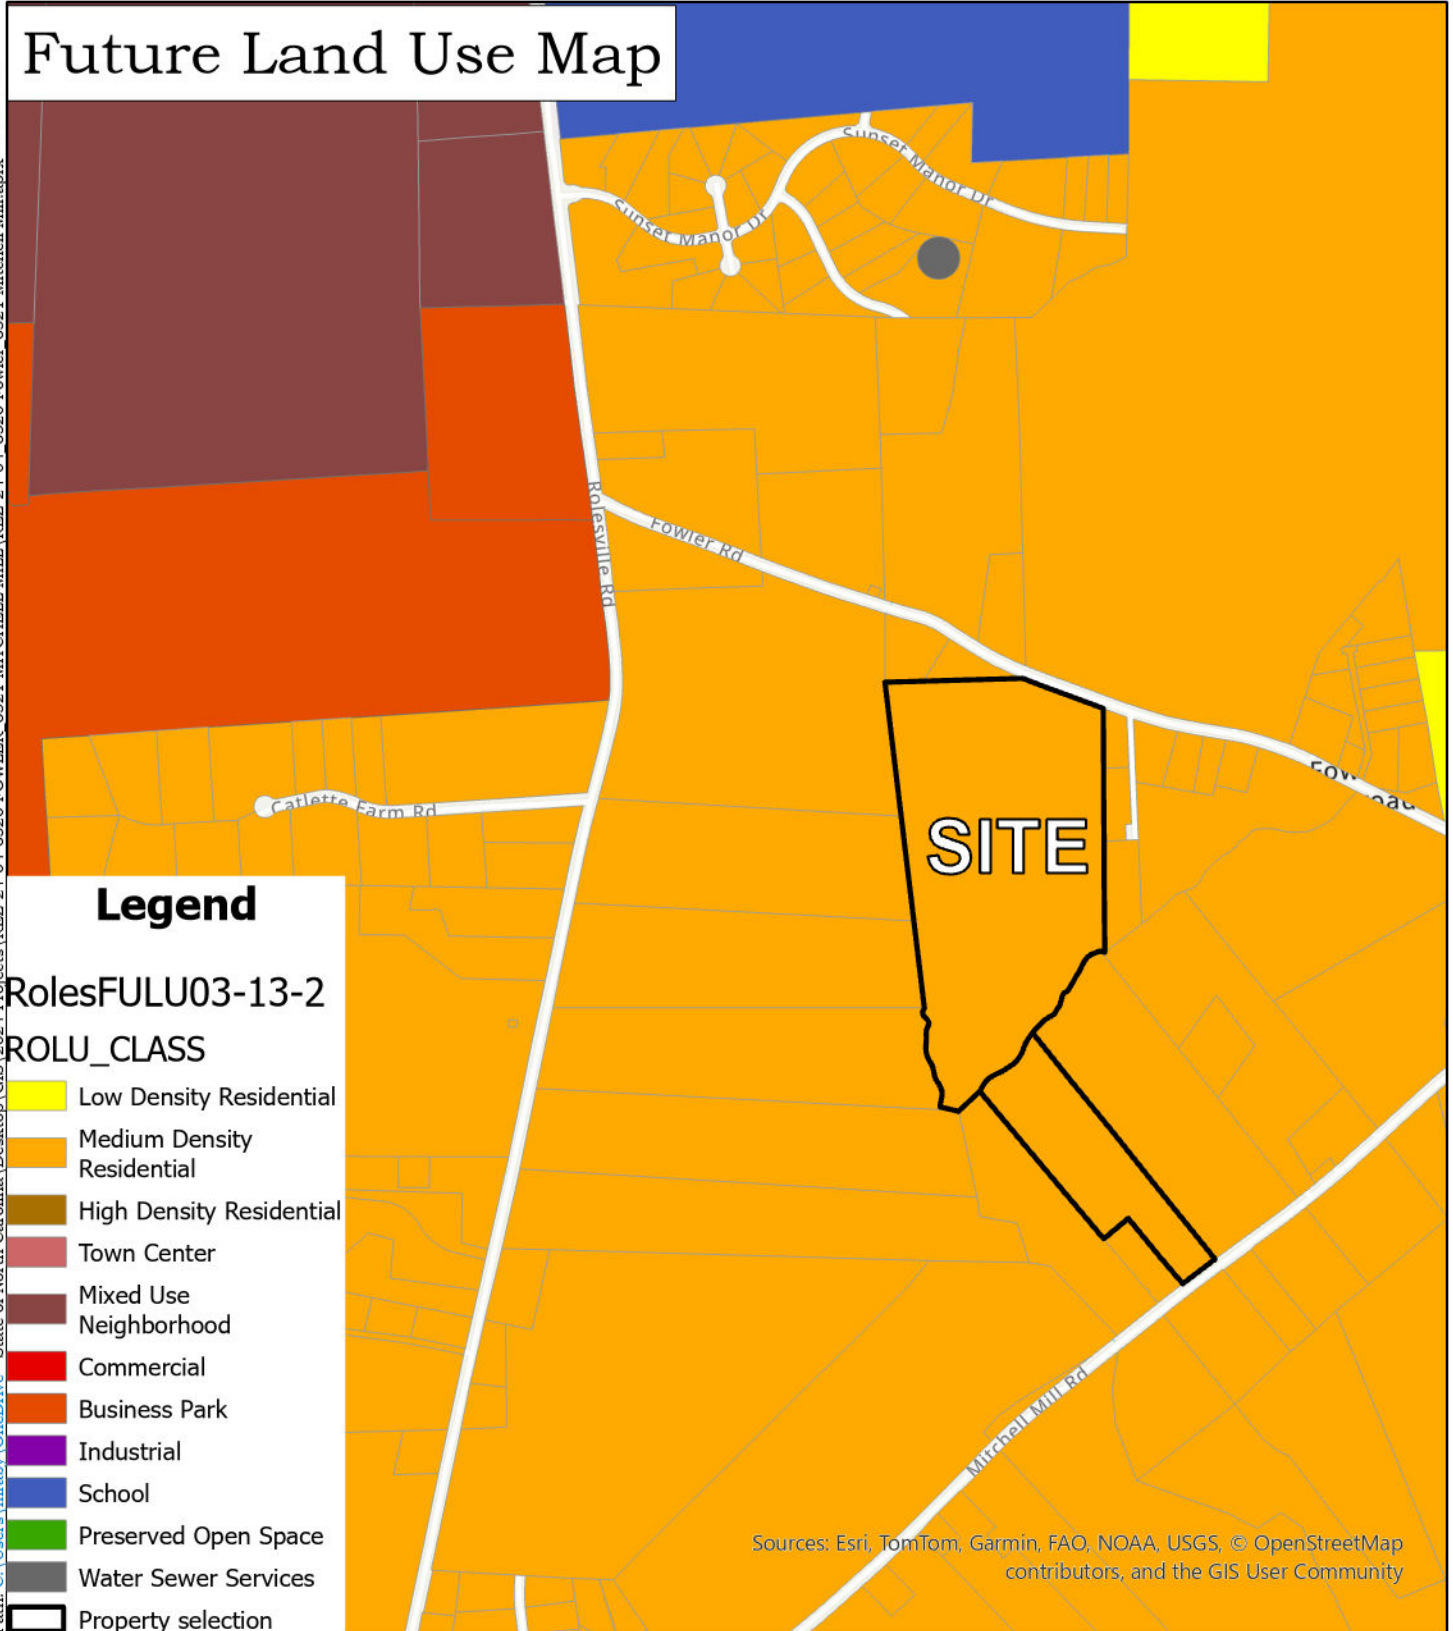 Future Land Use Map
Sunset Manor Dr
Sunset Manor Dr
Rolesville Rd
Fowler Rd
Catlette Farm Rd
SITE
Mitchell Mill Rd
Legend
RolesFULU03-13-2
ROLU_CLASS
Low Density Residential
Medium Density
Residential
High Density Residential
Town Center
Mixed Use
Neighborhood
Commercial
Business Park
Industrial
School
Preserved Open Space
Water Sewer Services
Property selection
Sources: Esri, TomTom, Garmin, FAO, NOAA, USGS, © OpenStreetMap
contributors, and the GIS User Community